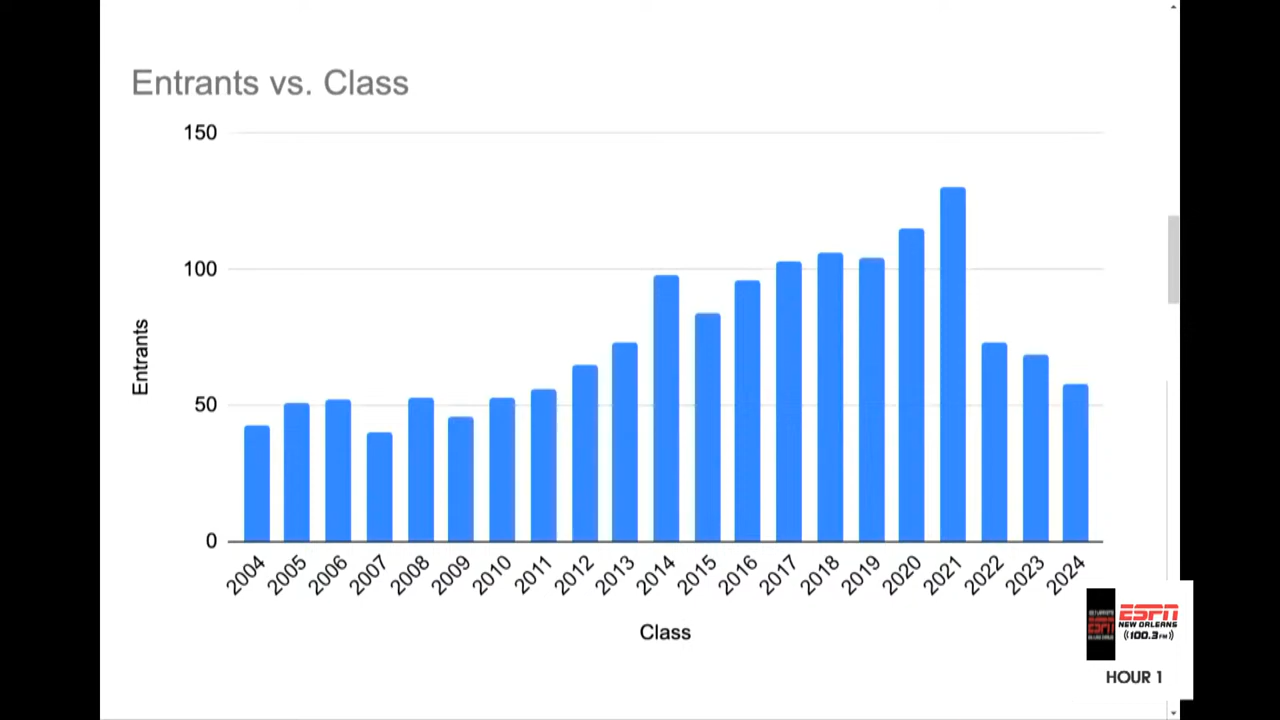 Entrants vs. Class
150
100
50
0
Entrants
2004 2005 2006 2007 2008 2009 2010 2011 2012 2013 2014 2015 2016 2017 2018 2019 2020 2021 2022 2023 2024
Class
ESPN
NEW ORLEANS
100.3 FM
HOUR 1